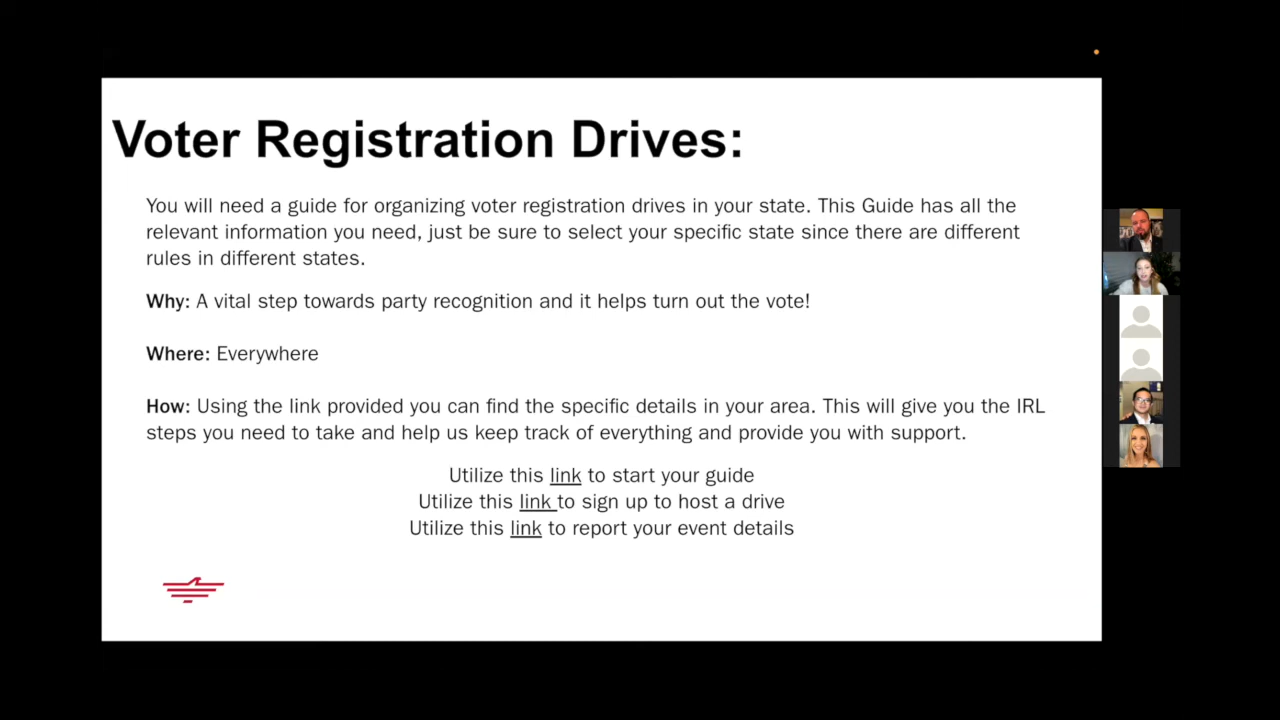 Voter Registration Drives:
You will need a guide for organizing voter registration drives in your state. This Guide has all the
relevant information you need, just be sure to select your specific state since there are different
rules in different states.
Why: A vital step towards party recognition and it helps turn out the vote!
Where: Everywhere
How: Using the link provided you can find the specific details in your area. This will give you the IRL
steps you need to take and help us keep track of everything and provide you with support.
Utilize this link to start your guide
Utilize this link to sign up to host a drive
Utilize this link to report your event details